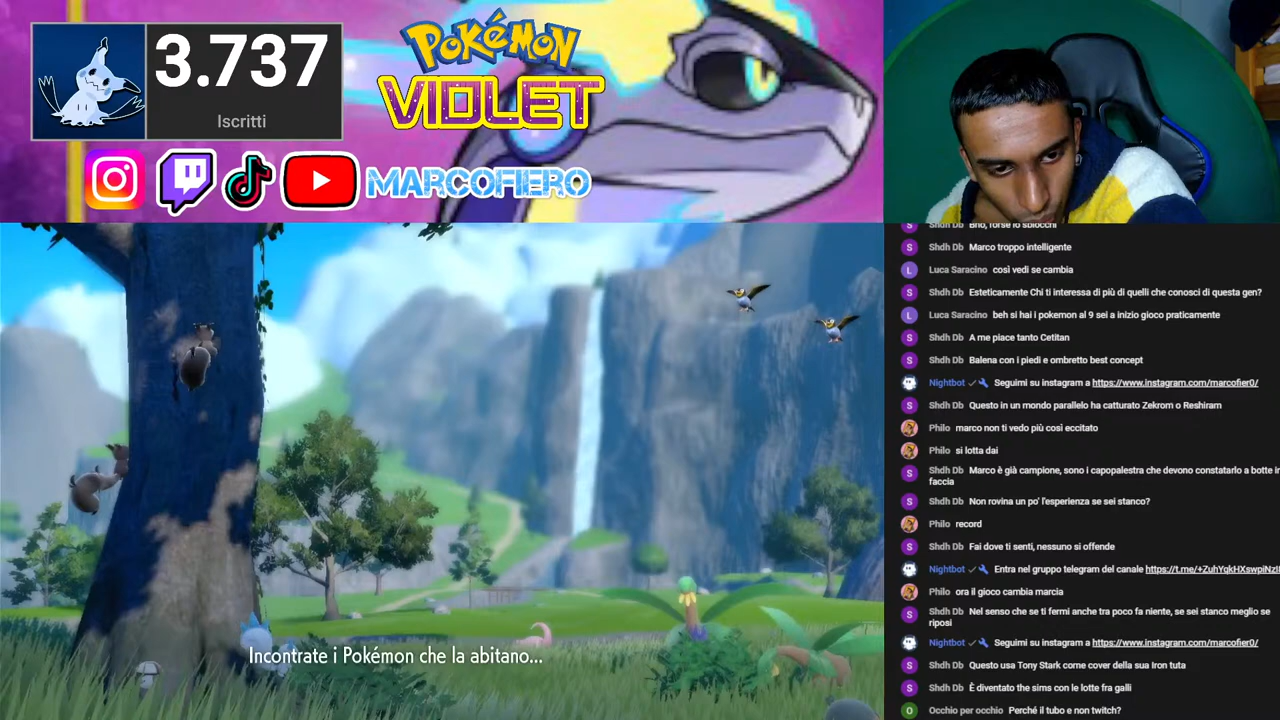 3.737
Iscritti
POKéMON
VIOLET
MARCOFIERO
Incontrate i Pokémon che la abitano...
Shdh Db Bno, forse lo sblocchi
Shdh Db Marco troppo intelligente
Luca Saracino così vedi se cambia
Shdh Db Esteticamente Chi ti interessa di più di quelli che conosci di questa gen?
Luca Saracino beh si hai i pokemon al 9 sei a inizio gioco praticamente
Shdh Db A me piace tanto Cetitan
Shdh Db Balena con i piedi e ombretto best concept
Nightbot Seguimi su instagram a https://www.instagram.com/marcofier0/
Shdh Db Questo in un mondo parallelo ha catturato Zekrom o Reshiram
Philo marco non ti vedo più così eccitato
Philo si lotta dai
Shdh Db Marco è già campione, sono i capopalestra che devono constatarlo a botte in
faccia
Shdh Db Non rovina un po' l'esperienza se sei stanco?
Philo record
Shdh Db Fai dove ti senti, nessuno si offende
Nightbot Entra nel gruppo telegram del canale
Philo ora il gioco cambia marcia
Shdh Db Nel senso che se ti fermi anche tra poco fa niente, se sei stanco meglio se
riposi
Nightbot Seguimi su instagram a https://www.instagram.com/marcofier0/
Shdh Db Questo usa Tony Stark come cover della sua Iron tuta
Shdh Db È diventato the sims con le lotte fra galli
Occhio per occhio Perché il tubo e non twitch?